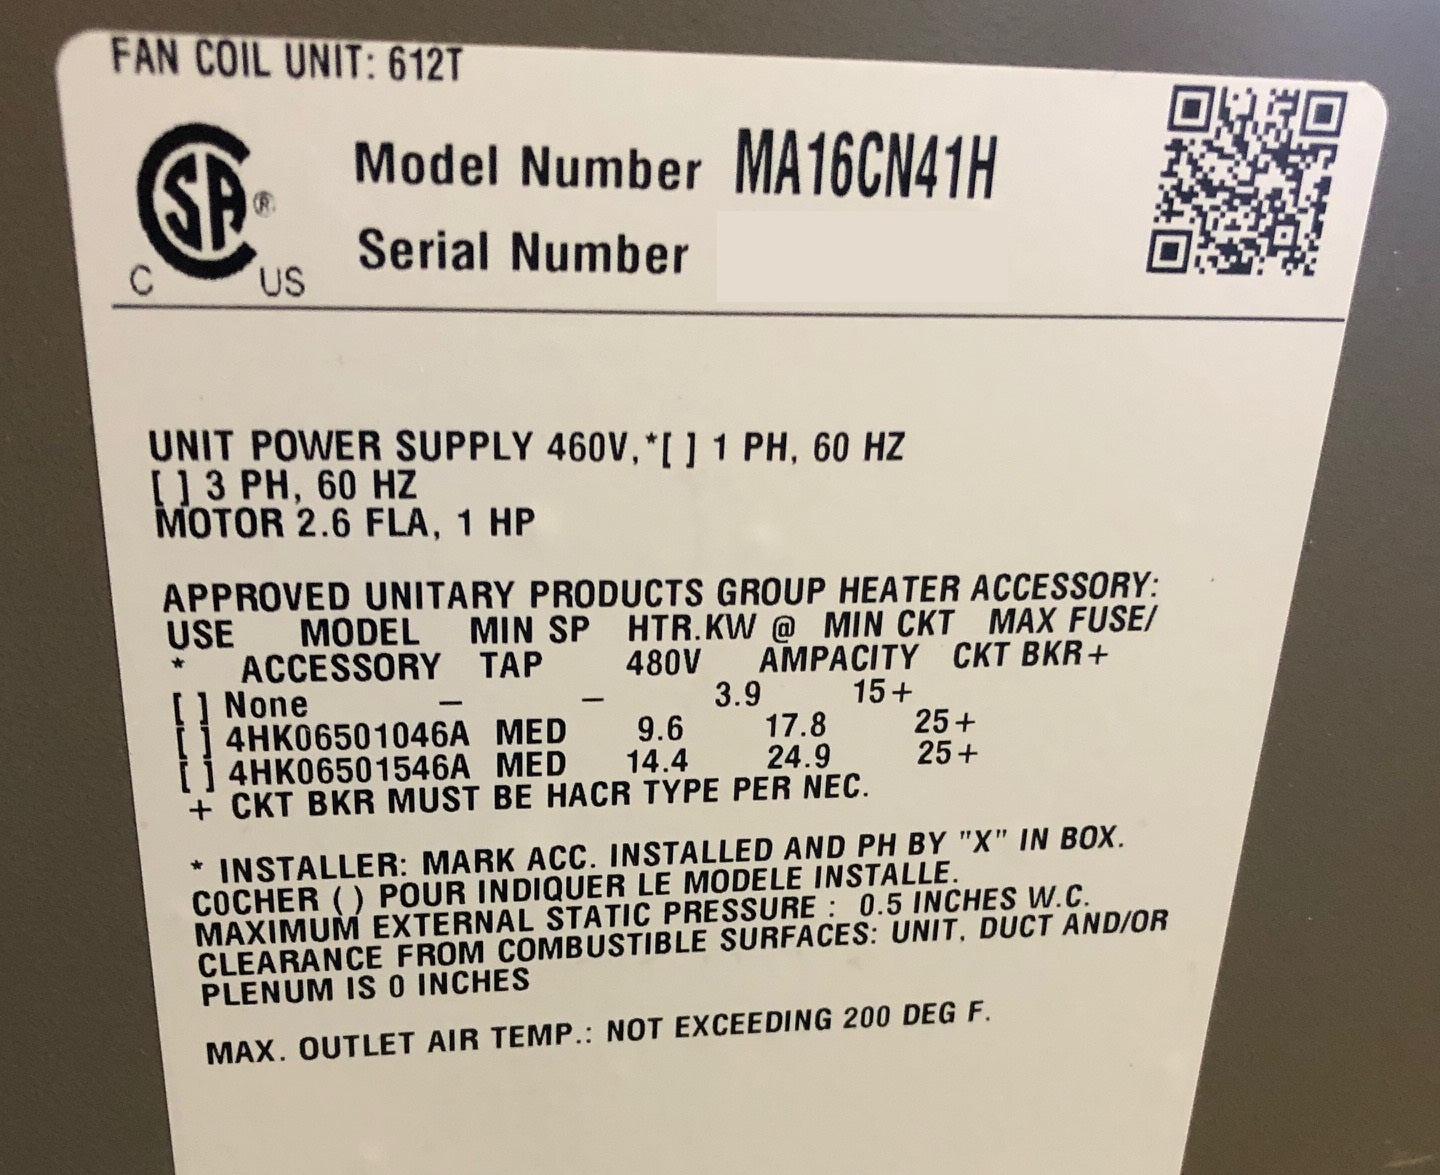 FAN COIL UNIT: 612T
SA ®
C US
Model Number MA16CN41H
Serial Number
UNIT POWER SUPPLY 460V, *[ ] 1 PH, 60 HZ
[ ] 3 PH, 60 HZ
MOTOR 2.6 FLA, 1 HP
APPROVED UNITARY PRODUCTS GROUP HEATER ACCESSORY:
USE MODEL MIN SP HTR.KW @ MIN CKT MAX FUSE/
* ACCESSORY TAP 480V AMPACITY CKT BKR+
[ ] None – – 3.9 15+
[ ] 4HK06501046A MED 9.6 17.8 25+
[ ] 4HK06501546A MED 14.4 24.9 25+
+ CKT BKR MUST BE HACR TYPE PER NEC.
* INSTALLER: MARK ACC. INSTALLED AND PH BY "X" IN BOX.
COCHER ( ) POUR INDIQUER LE MODELE INSTALLE.
MAXIMUM EXTERNAL STATIC PRESSURE : 0.5 INCHES W.C.
CLEARANCE FROM COMBUSTIBLE SURFACES: UNIT, DUCT AND/OR
PLENUM IS 0 INCHES
MAX. OUTLET AIR TEMP.: NOT EXCEEDING 200 DEG F.